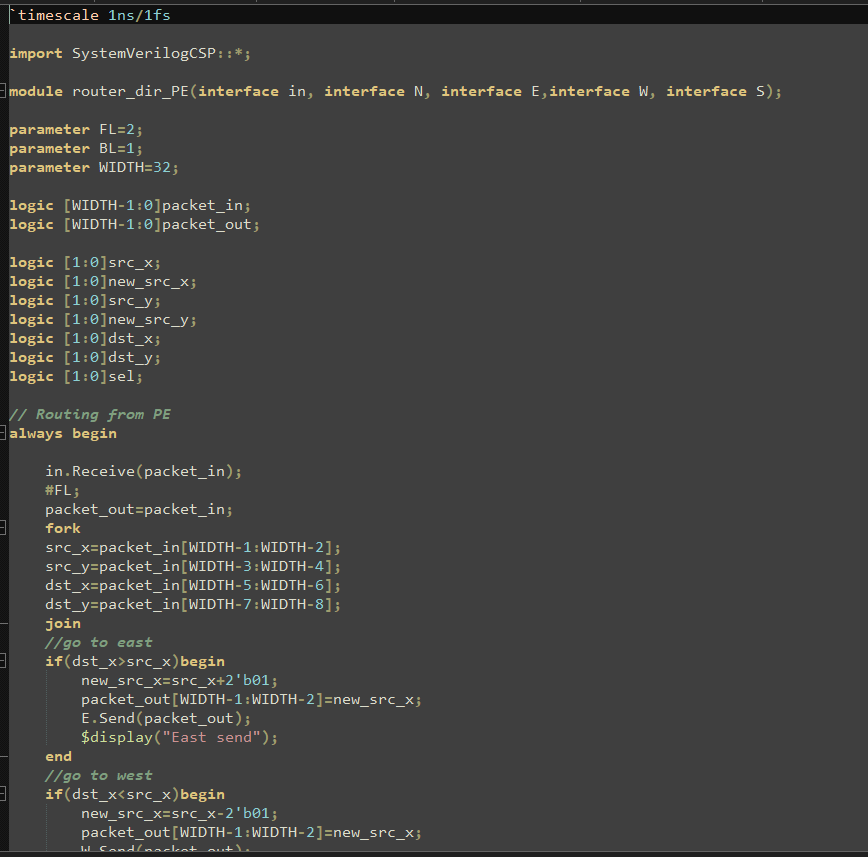 `timescale 1ns/1fs
import SystemVerilogCSP::*;
module router_dir_PE(interface in, interface N, interface E,interface W, interface S);
parameter FL=2;
parameter BL=1;
parameter WIDTH=32;
logic [WIDTH-1:0]packet_in;
logic [WIDTH-1:0]packet_out;
logic [1:0]src_x;
logic [1:0]new_src_x;
logic [1:0]src_y;
logic [1:0]new_src_y;
logic [1:0]dst_x;
logic [1:0]dst_y;
logic [1:0]sel;
// Routing from PE
always begin
in.Receive(packet_in);
#FL;
packet_out=packet_in;
fork
src_x=packet_in[WIDTH-1:WIDTH-2];
src_y=packet_in[WIDTH-3:WIDTH-4];
dst_x=packet_in[WIDTH-5:WIDTH-6];
dst_y=packet_in[WIDTH-7:WIDTH-8];
join
//go to east
if(dst_x>src_x)begin
new_src_x=src_x+2'b01;
packet_out[WIDTH-1:WIDTH-2]=new_src_x;
E.Send(packet_out);
$display("East send");
end
//go to west
if(dst_x<src_x)begin
new_src_x=src_x-2'b01;
packet_out[WIDTH-1:WIDTH-2]=new_src_x;
W.Send(packet_out);